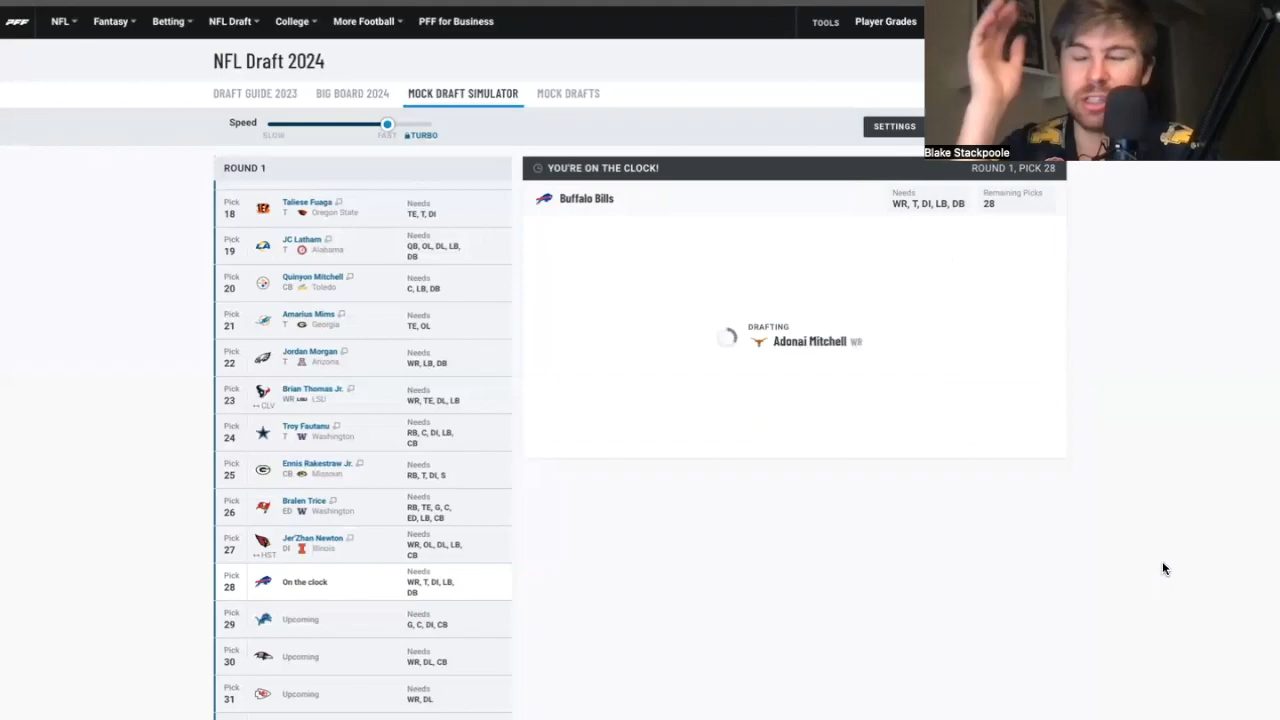 PFF
NFL
Fantasy
Betting
NFL Draft
College
More Football
PFF for Business
TOOLS
Player Grades
NFL Draft 2024
DRAFT GUIDE 2023
BIG BOARD 2024
MOCK DRAFT SIMULATOR
MOCK DRAFTS
Speed
SLOW
FAST
TURBO
SETTINGS
Blake Stackpoole
ROUND 1
Pick
18
Taliese Fuaga
T Oregon State
Needs
TE, T, DI
Pick
19
JC Latham
T Alabama
Needs
QB, OL, DL, LB,
DB
Pick
20
Quinyon Mitchell
CB Toledo
Needs
C, LB, DB
Pick
21
Amarius Mims
T Georgia
Needs
TE, OL
Pick
22
Jordan Morgan
T Arizona
Needs
WR, LB, DB
Pick
23
↔ CLV
Brian Thomas Jr.
WR LSU LSU
Needs
WR, TE, DL, LB
Pick
24
Troy Fautanu
T W Washington
Needs
RB, C, DI, LB,
CB
Pick
25
Ennis Rakestraw Jr.
CB Missouri
Needs
RB, T, DI, S
Pick
26
Bralen Trice
ED W Washington
Needs
RB, TE, G, C,
ED, LB, CB
Pick
27
↔ HST
Jer'Zhan Newton
DI I Illinois
Needs
WR, OL, DL, LB,
CB
Pick
28
On the clock
Needs
WR, T, DI, LB,
DB
Pick
29
Upcoming
Needs
G, C, DI, CB
Pick
30
Upcoming
Needs
WR, DL, CB
Pick
31
Upcoming
Needs
WR, DL
YOU'RE ON THE CLOCK!
ROUND 1, PICK 28
Buffalo Bills
Needs
WR, T, DI, LB, DB
Remaining Picks
28
DRAFTING
Adonai Mitchell WR